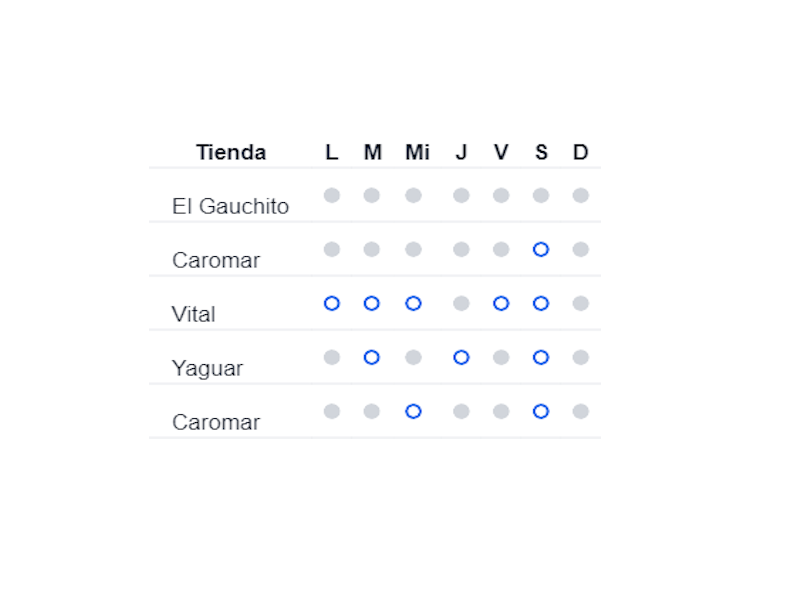 Tienda L M Mi J V S D
El Gauchito
Caromar
Vital
Yaguar
Caromar